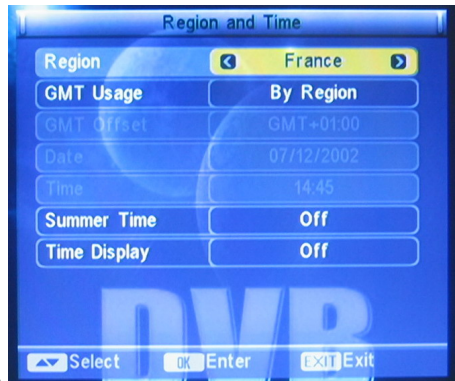 Region and Time
Region France
GMT Usage By Region
GMT Offset GMT+01:00
Date 07/12/2002
Time 14:45
Summer Time Off
Time Display Off
DVB
Select OK Enter EXIT Exit